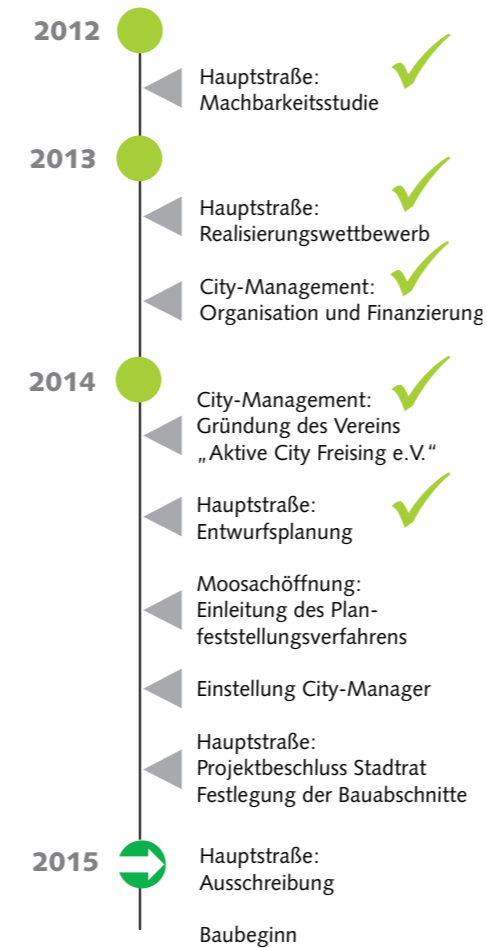 2012
Hauptstraße:
Machbarkeitsstudie
2013
Hauptstraße:
Realisierungswettbewerb
City-Management:
Organisation und Finanzierung
2014
City-Management:
Gründung des Vereins
„Aktive City Freising e.V.“
Hauptstraße:
Entwurfsplanung
Moosachöffnung:
Einleitung des Plan-
feststellungsverfahrens
Einstellung City-Manager
Hauptstraße:
Projektbeschluss Stadtrat
Festlegung der Bauabschnitte
2015
Hauptstraße:
Ausschreibung
Baubeginn